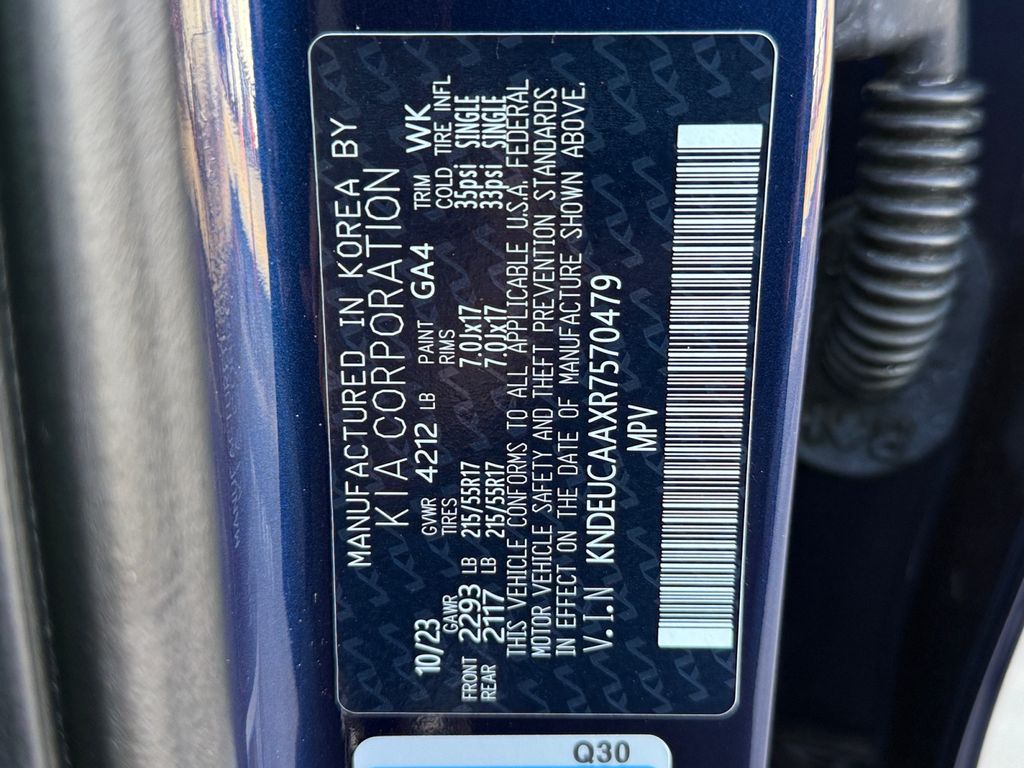 MANUFACTURED IN KOREA BY
KIA CORPORATION
10/23 GVWR 4212 LB PAINT GA4 TRIM WK
GAWR TIRES RIMS COLD TIRE INFL
FRONT 2293 LB 215/55R17 7.0Jx17 35psi SINGLE
REAR 2117 LB 215/55R17 7.0Jx17 33psi SINGLE
THIS VEHICLE CONFORMS TO ALL APPLICABLE U.S.A. FEDERAL
MOTOR VEHICLE SAFETY AND THEFT PREVENTION STANDARDS
IN EFFECT ON THE DATE OF MANUFACTURE SHOWN ABOVE.
V.I.N KNDEUCAAXR7570479
MPV
Q30